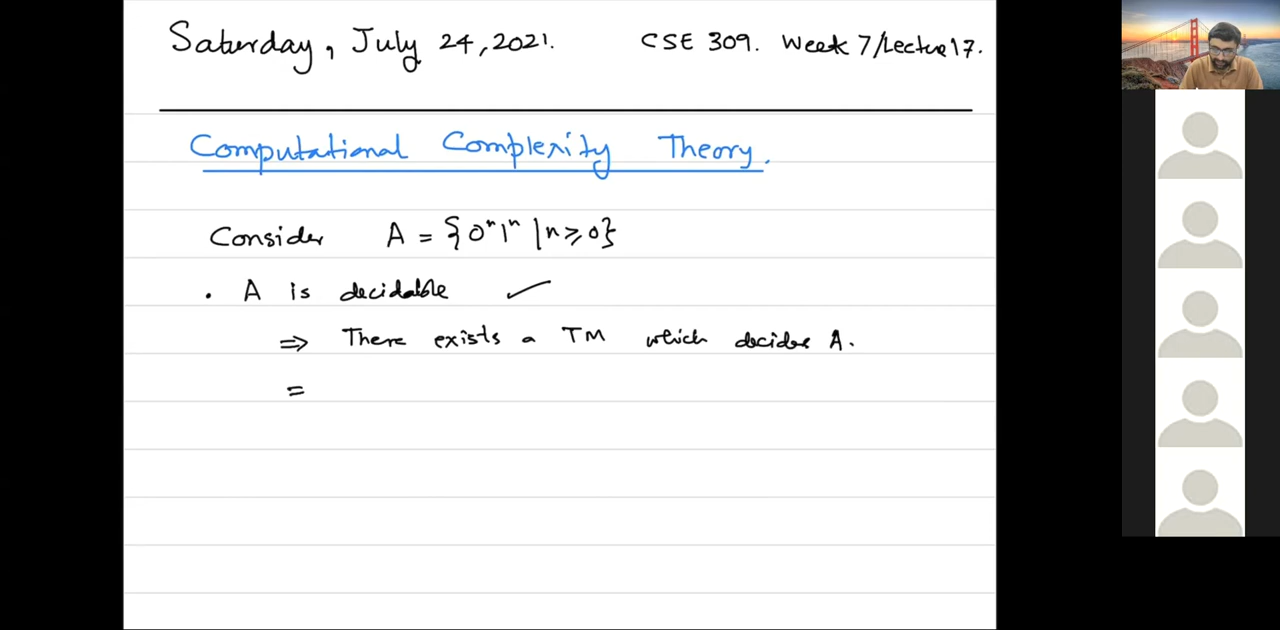 Saturday, July 24, 2021. CSE 309. Week 7/Lecture 17.
Computational Complexity Theory.
Consider A = {0ⁿ1ⁿ | n ≥ 0}
· A is decidable ✓
⇒ There exists a TM which decides A.
=